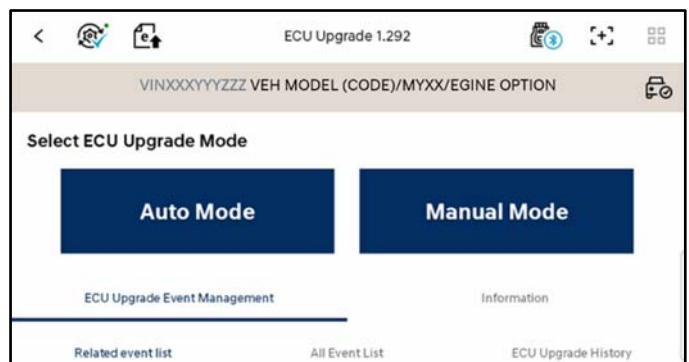 ECU Upgrade 1.292
VINXXXYYYZZZ VEH MODEL (CODE)/MYXX/EGINE OPTION
Select ECU Upgrade Mode
Auto Mode Manual Mode
ECU Upgrade Event Management Information
Related event list All Event List ECU Upgrade History